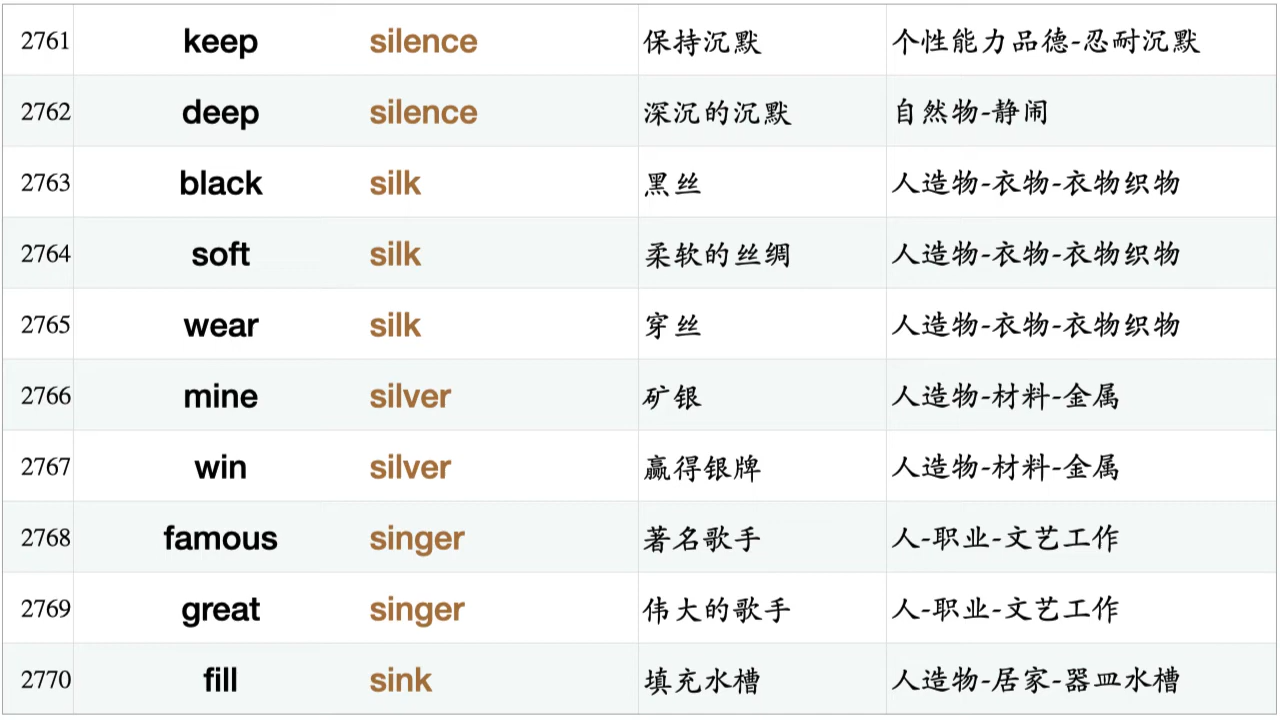 2761 keep silence 保持沉默 个性能力品德-忍耐沉默
2762 deep silence 深沉的沉默 自然物-静闹
2763 black silk 黑丝 人造物-衣物-衣物织物
2764 soft silk 柔软的丝绸 人造物-衣物-衣物织物
2765 wear silk 穿丝 人造物-衣物-衣物织物
2766 mine silver 矿银 人造物-材料-金属
2767 win silver 赢得银牌 人造物-材料-金属
2768 famous singer 著名歌手 人-职业-文艺工作
2769 great singer 伟大的歌手 人-职业-文艺工作
2770 fill sink 填充水槽 人造物-居家-器皿水槽